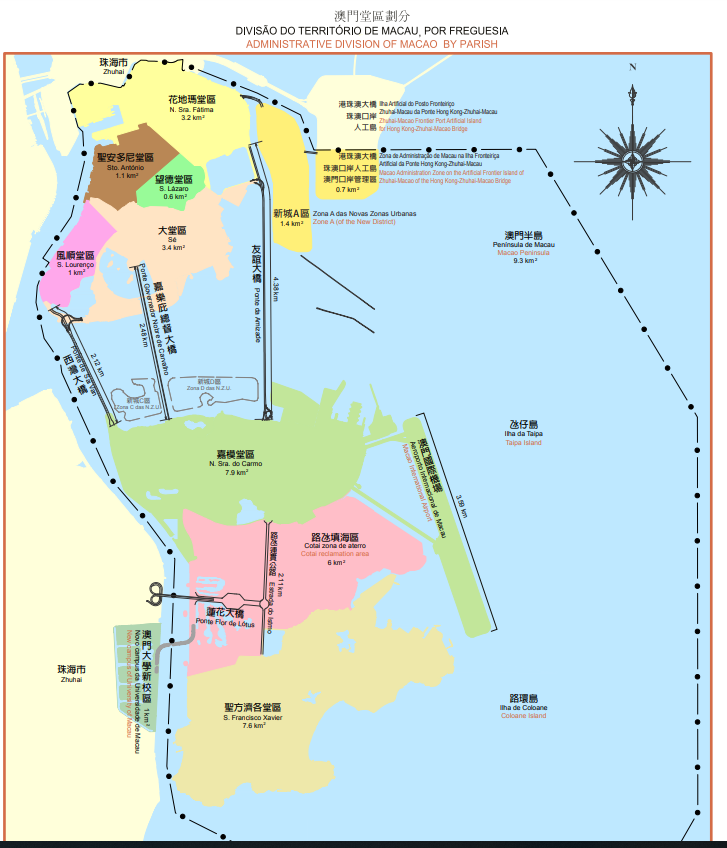 澳門堂區劃分
DIVISÃO DO TERRITÓRIO DE MACAU, POR FREGUESIA
ADMINISTRATIVE DIVISION OF MACAO BY PARISH
珠海市
Zhuhai
花地瑪堂區
N. Sra. Fátima
3.2 km²
港珠澳大橋
珠澳口岸
人工島
Ilha Artificial do Posto Fronteiriço
Zhuhai-Macau da Ponte Hong Kong-Zhuhai-Macau
Zhuhai-Macao Frontier Port Artificial Island
for Hong Kong-Zhuhai-Macao Bridge
N
聖安多尼堂區
Sto. António
1.1 km²
望德堂區
S. Lázaro
0.6 km²
港珠澳大橋
珠澳口岸人工島
澳門口岸管理區
0.7 km²
Zona de Administração de Macau na Ilha Fronteiriça
Artificial da Ponte Hong Kong-Zhuhai-Macau
Macao Administration Zone on the Artificial Frontier Island of
Zhuhai-Macao of the Hong Kong-Zhuhai-Macao Bridge
新城A區
1.4 km²
Zona A das Novas Zonas Urbanas
Zone A (of the New District)
大堂區
Sé
3.4 km²
風順堂區
S. Lourenço
1 km²
澳門半島
Península de Macau
Macao Peninsula
9.3 km²
友誼大橋
Ponte da Amizade
4.38 km
嘉樂庇總督大橋
Ponte Governador Nobre de Carvalho
2.48 km
西灣大橋
Ponte de Sai Van
2.12 km
新城C區
Zona C das N.Z.U.
新城D區
Zona D das N.Z.U.
氹仔島
Ilha da Taipa
Taipa Island
嘉模堂區
N. Sra. do Carmo
7.9 km²
澳門國際機場
Aeroporto Internacional de Macau
Macao International Airport
3.59 km
路氹填海區
Cotai zona de aterro
Cotai reclamation area
6 km²
路氹連貫公路
Estrada do Istmo
2.11 km
蓮花大橋
Ponte Flor de Lótus
澳門大學新校區
1 km²
Novo campus da Universidade de Macau
New campus of University of Macau
珠海市
Zhuhai
聖方濟各堂區
S. Francisco Xavier
7.6 km²
路環島
Ilha de Coloane
Coloane Island